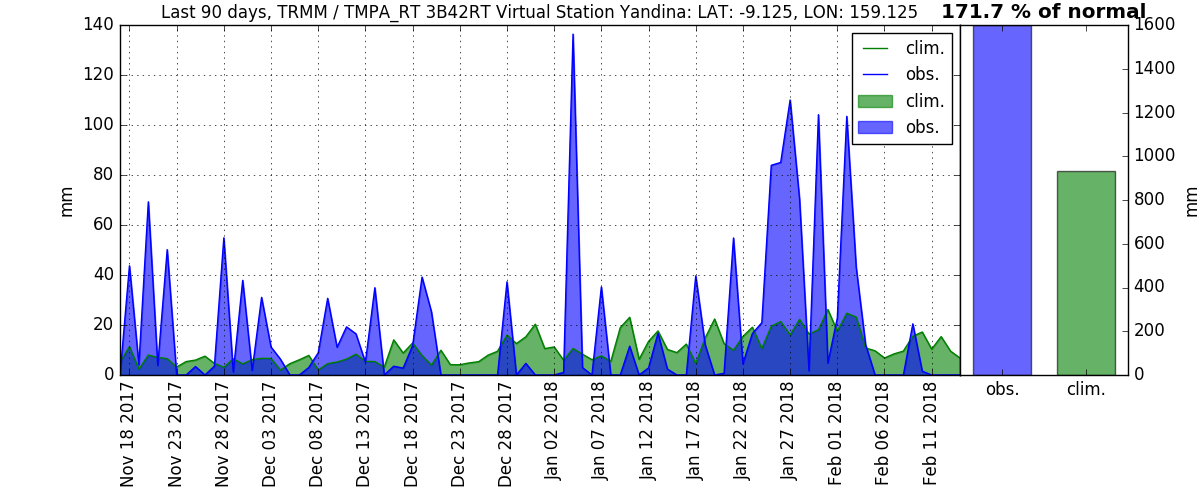 Last 90 days, TRMM / TMPA_RT 3B42RT Virtual Station Yandina: LAT: -9.125, LON: 159.125
171.7 % of normal
140
120
100
80
60
40
20
0
mm
clim.
obs.
clim.
obs.
1600
1400
1200
1000
800
600
400
200
0
mm
obs.
clim.
Nov 18 2017
Nov 23 2017
Nov 28 2017
Dec 03 2017
Dec 08 2017
Dec 13 2017
Dec 18 2017
Dec 23 2017
Dec 28 2017
Jan 02 2018
Jan 07 2018
Jan 12 2018
Jan 17 2018
Jan 22 2018
Jan 27 2018
Feb 01 2018
Feb 06 2018
Feb 11 2018